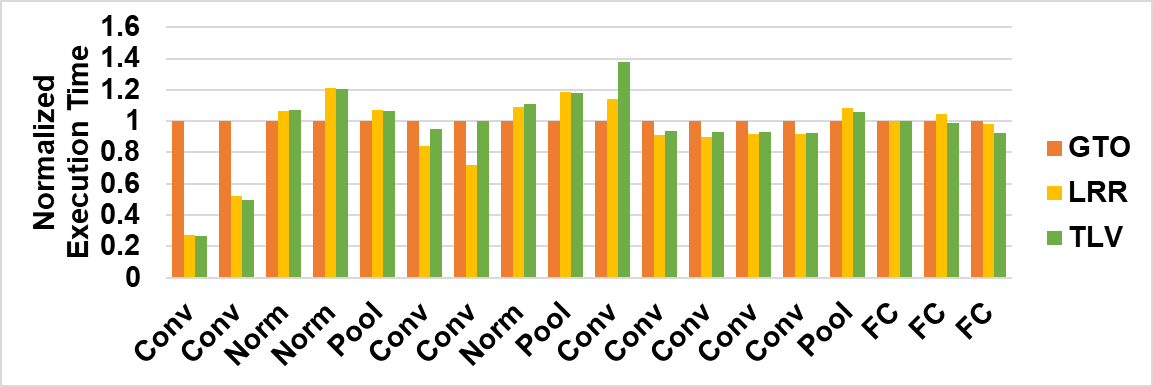 Normalized
Execution Time
1.6
1.4
1.2
1
0.8
0.6
0.4
0.2
0
Conv
Conv
Norm
Norm
Pool
Conv
Conv
Norm
Pool
Conv
Conv
Conv
Conv
Conv
Pool
FC
FC
FC
GTO
LRR
TLV